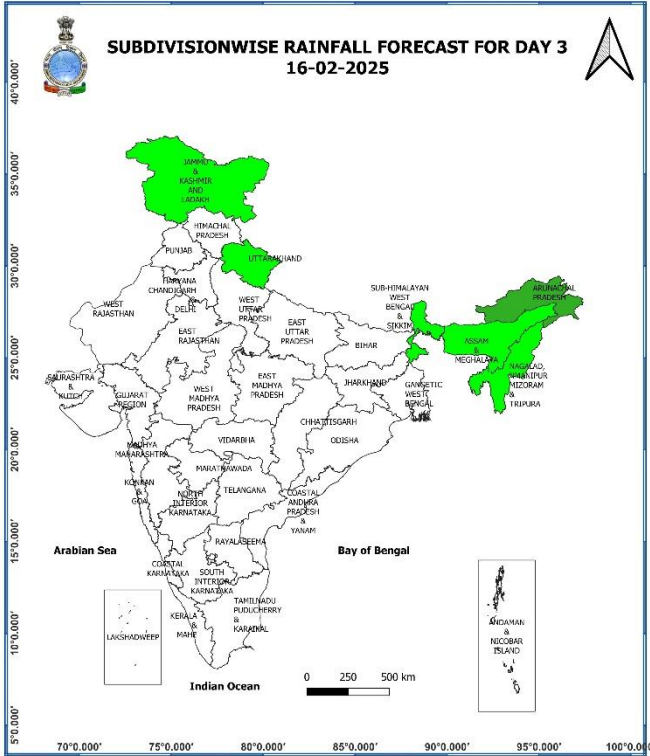 SUBDIVISIONWISE RAINFALL FORECAST FOR DAY 3
16-02-2025
40°0.000'
35°0.000'
30°0.000'
25°0.000'
20°0.000'
15°0.000'
10°0.000'
5°0.000'
JAMMU
&
KASHMIR
AND
LADAKH
HIMACHAL
PRADESH
PUNJAB
UTTARAKHAND
HARYANA
CHANDIGARH
&
DELHI
WEST
RAJASTHAN
WEST
UTTAR
PRADESH
EAST
RAJASTHAN
EAST
UTTAR
PRADESH
SUB-HIMALAYAN
WEST
BENGAL
&
SIKKIM
ARUNACHAL
PRADESH
BIHAR
ASSAM
&
MEGHALAYA
NAGALAD,
MIZORAM
&
TRIPURA
SAURASHTRA
&
KUTCH
GUJARAT
REGION
WEST
MADHYA
PRADESH
EAST
MADHYA
PRADESH
JHARKHAND
GANGETIC
WEST
BENGAL
CHHATTISGARH
ODISHA
MADHYA
MAHARASHTRA
VIDARBHA
MARATHWADA
KONKAN
&
GOA
NORTH
INTERIOR
KARNATAKA
TELANGANA
COASTAL
ANDHRA
PRADESH
&
YANAM
RAYALASEEMA
Arabian Sea
Bay of Bengal
COASTAL
KARNATAKA
SOUTH
INTERIOR
KARNATAKA
TAMILNADU
PUDUCHERRY
&
KARAIKAL
KERALA
&
MAHE
LAKSHADWEEP
ANDAMAN
&
NICOBAR
ISLAND
Indian Ocean
0 250 500 km
70°0.000' 75°0.000' 80°0.000' 85°0.000' 90°0.000' 95°0.000' 100°0.000'